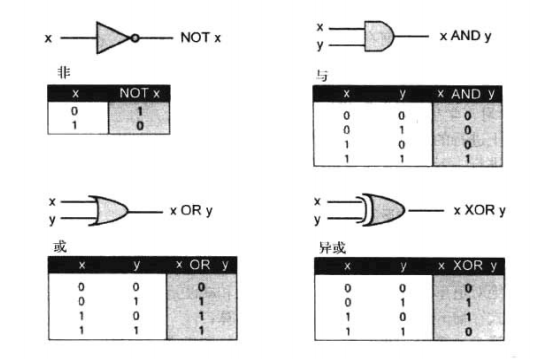 x NOT x
非
x NOT x
0 1
1 0
x
y x AND y
与
x y x AND y
0 0 0
0 1 0
1 0 0
1 1 1
x
y x OR y
或
x y x OR y
0 0 0
0 1 1
1 0 1
1 1 1
x
y x XOR y
异或
x y x XOR y
0 0 0
0 1 1
1 0 1
1 1 0